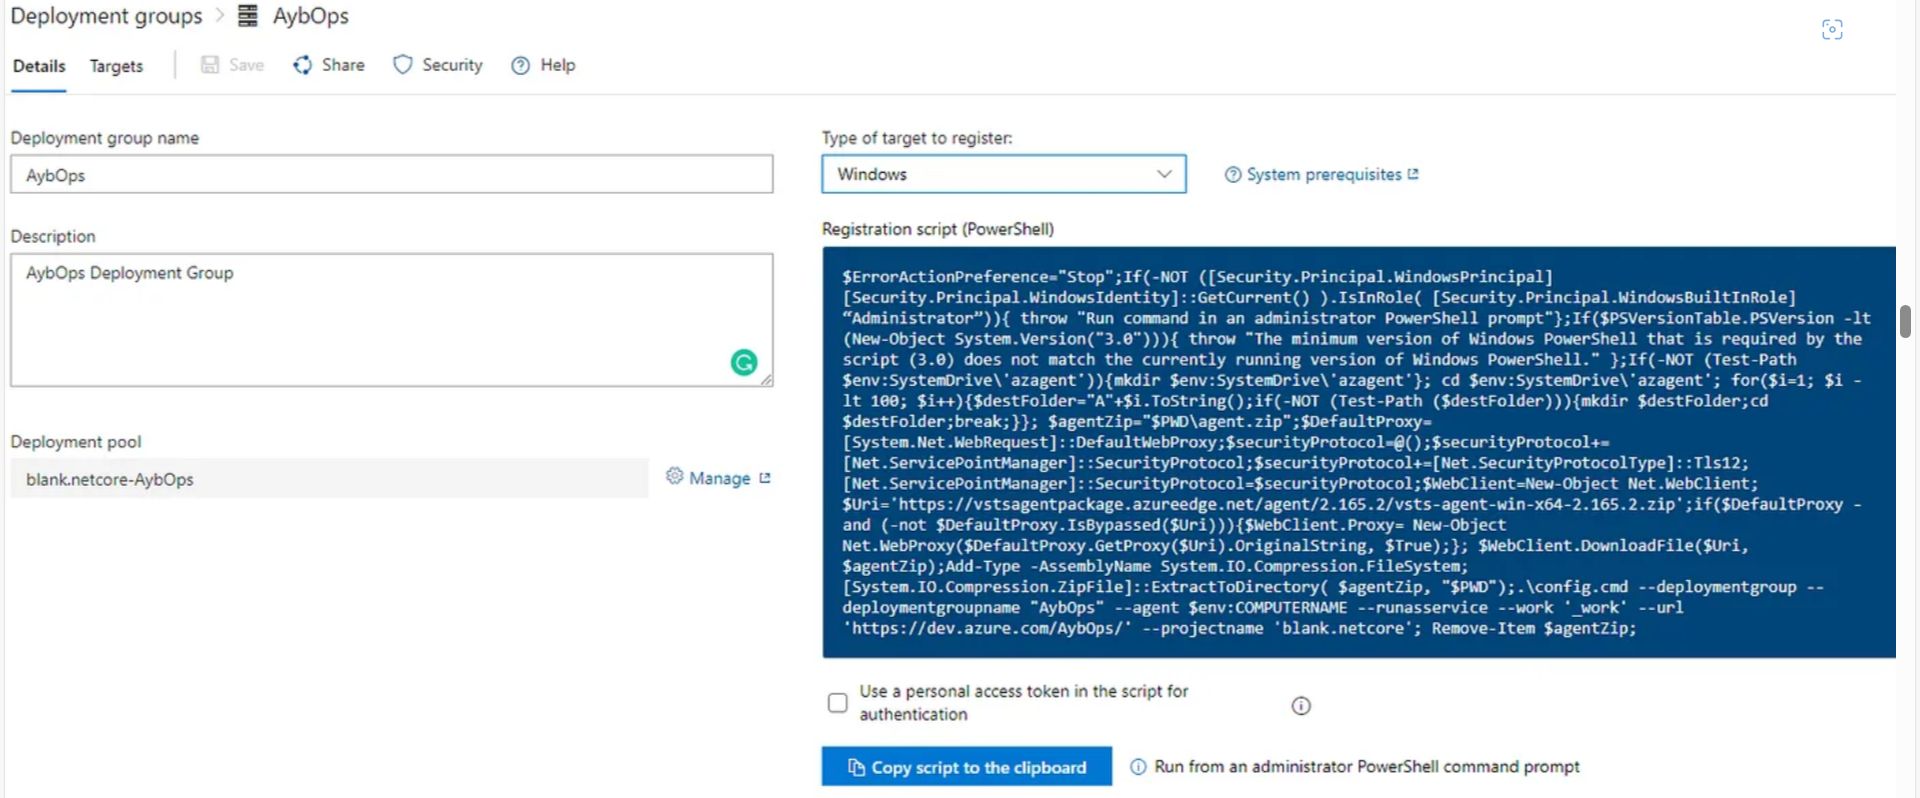 Deployment groups > AybOps
Details Targets Save Share Security Help
Deployment group name
AybOps
Description
AybOps Deployment Group
Deployment pool
blank.netcore-AybOps Manage
Type of target to register:
Windows System prerequisites
Registration script (PowerShell)
$ErrorActionPreference="Stop";If(-NOT ([Security.Principal.WindowsPrincipal]
[Security.Principal.WindowsIdentity]::GetCurrent() ).IsInRole( [Security.Principal.WindowsBuiltInRole]
“Administrator”)){ throw "Run command in an administrator PowerShell prompt"};If($PSVersionTable.PSVersion -lt
(New-Object System.Version("3.0"))){ throw "The minimum version of Windows PowerShell that is required by the
script (3.0) does not match the currently running version of Windows PowerShell." };If(-NOT (Test-Path
$env:SystemDrive\'azagent')){mkdir $env:SystemDrive\'azagent'}; cd $env:SystemDrive\'azagent'; for($i=1; $i -
lt 100; $i++){$destFolder="A"+$i.ToString();if(-NOT (Test-Path ($destFolder))){mkdir $destFolder;cd
$destFolder;break;}}; $agentZip="$PWD\agent.zip";$DefaultProxy=
[System.Net.WebRequest]::DefaultWebProxy;$securityProtocol=@();$securityProtocol+=
[Net.ServicePointManager]::SecurityProtocol;$securityProtocol+=[Net.SecurityProtocolType]::Tls12;
[Net.ServicePointManager]::SecurityProtocol=$securityProtocol;$WebClient=New-Object Net.WebClient;
$Uri='https://vstsagentpackage.azureedge.net/agent/2.165.2/vsts-agent-win-x64-2.165.2.zip';if($DefaultProxy -
and (-not $DefaultProxy.IsBypassed($Uri))){$WebClient.Proxy= New-Object
Net.WebProxy($DefaultProxy.GetProxy($Uri).OriginalString, $True);}; $WebClient.DownloadFile($Uri,
$agentZip);Add-Type -AssemblyName System.IO.Compression.FileSystem;
[System.IO.Compression.ZipFile]::ExtractToDirectory( $agentZip, "$PWD");.\config.cmd --deploymentgroup --
deploymentgroupname "AybOps" --agent $env:COMPUTERNAME --runasservice --work '_work' --url
'https://dev.azure.com/AybOps/' --projectname 'blank.netcore'; Remove-Item $agentZip;
Use a personal access token in the script for
authentication
Copy script to the clipboard Run from an administrator PowerShell command prompt